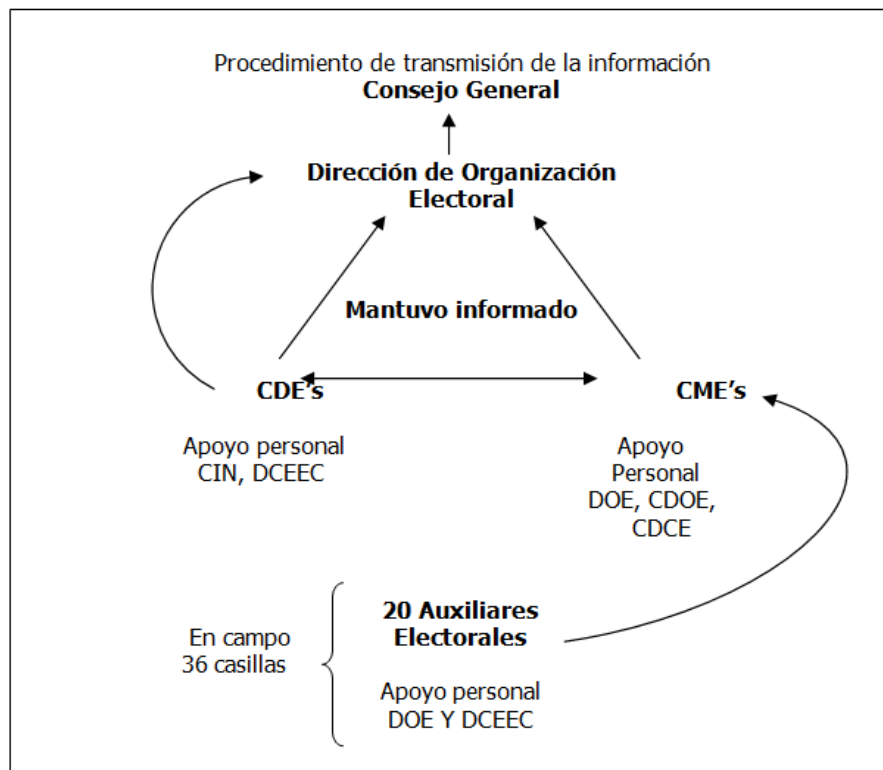 Procedimiento de transmisión de la información
Consejo General
Dirección de Organización
Electoral
Mantuvo informado
CDE's
CME's
Apoyo personal
CIN, DCEEC
Apoyo
Personal
DOE, CDOE,
CDCE
En campo
36 casillas
20 Auxiliares
Electorales
Apoyo personal
DOE Y DCEEC